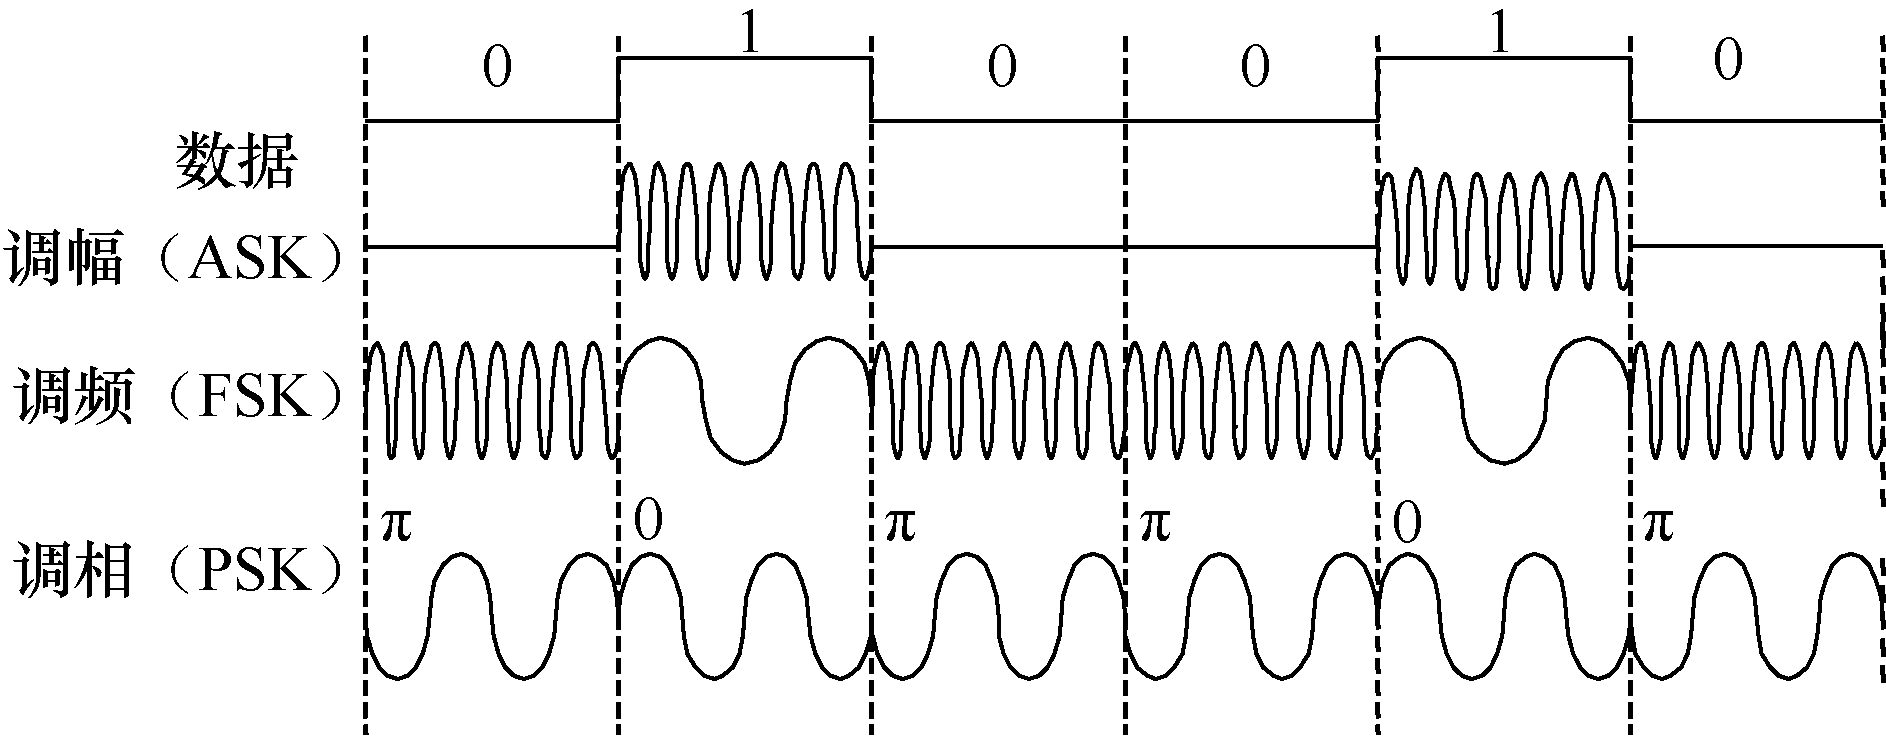 0 1 0 0 1 0
数据
调幅（ASK）
调频（FSK）
π 0 π π 0 π
调相（PSK）